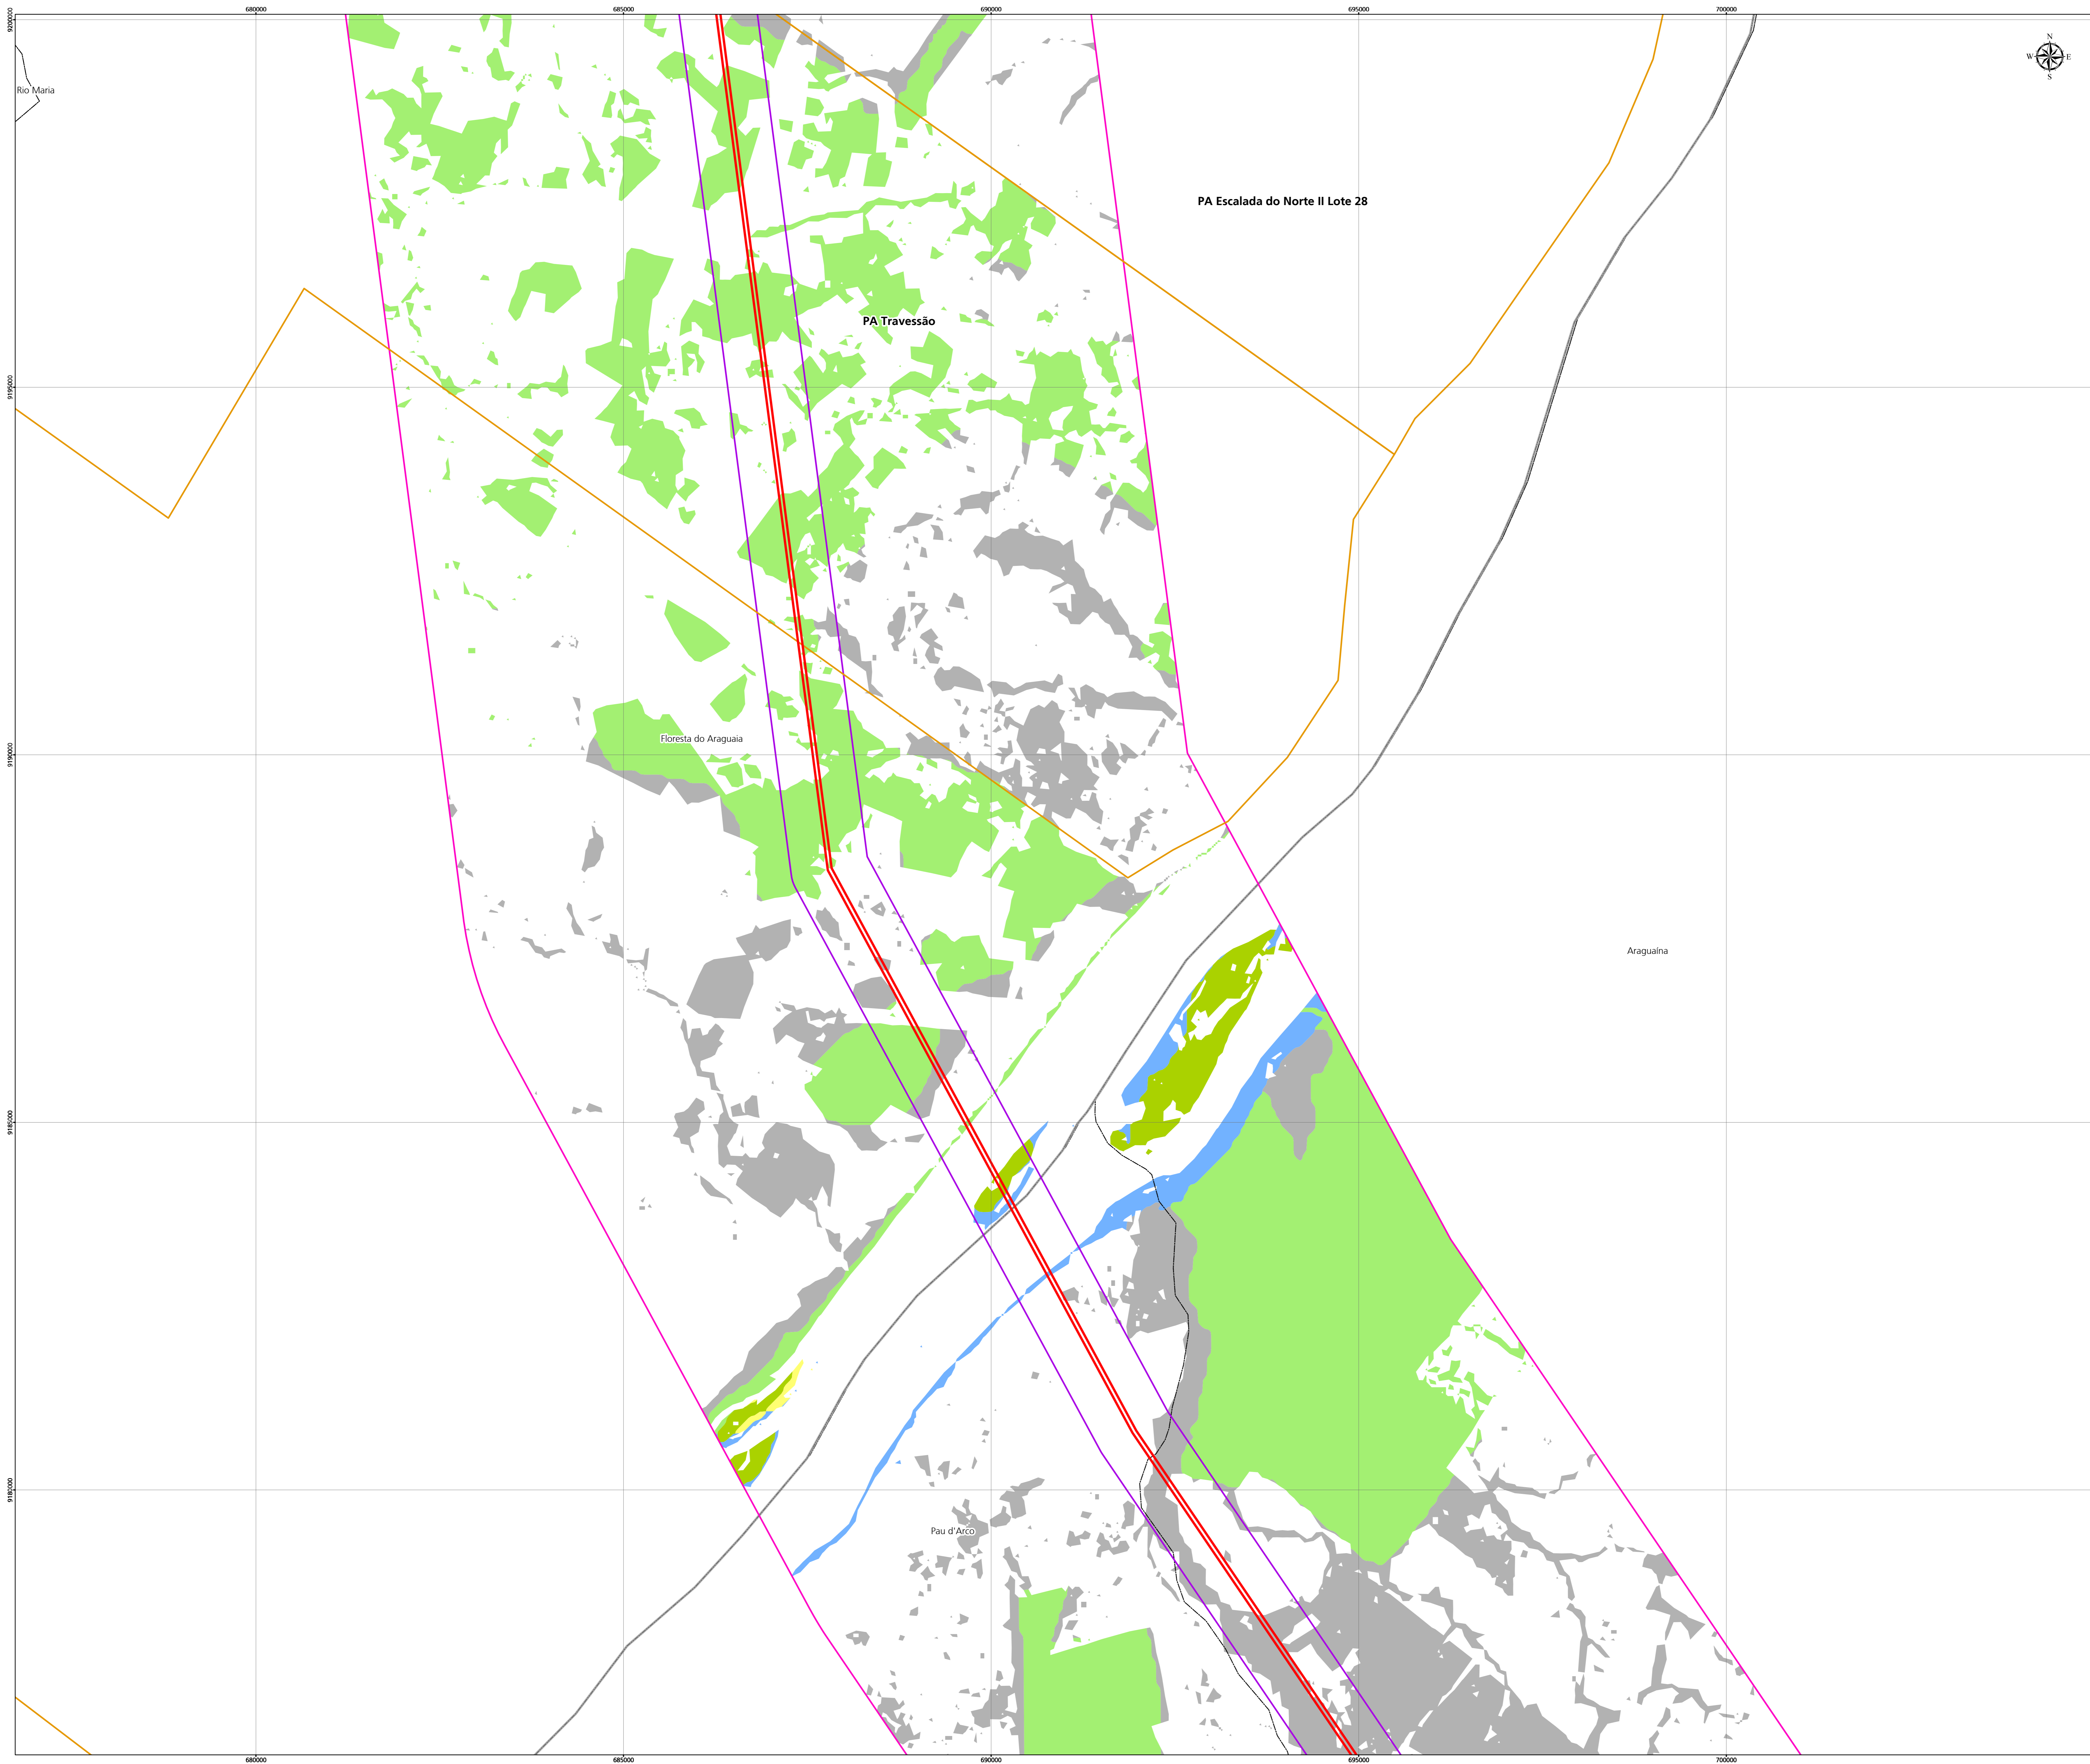 680000 685000 690000 695000 700000
9200000
N
W E
S
Rio Maria
PA Escalada do Norte II Lote 28
PA Travessão
9195000
Floresta do Araguaia
9190000
Araguaína
9185000
9180000
Pau d'Arco
680000 685000 690000 695000 700000